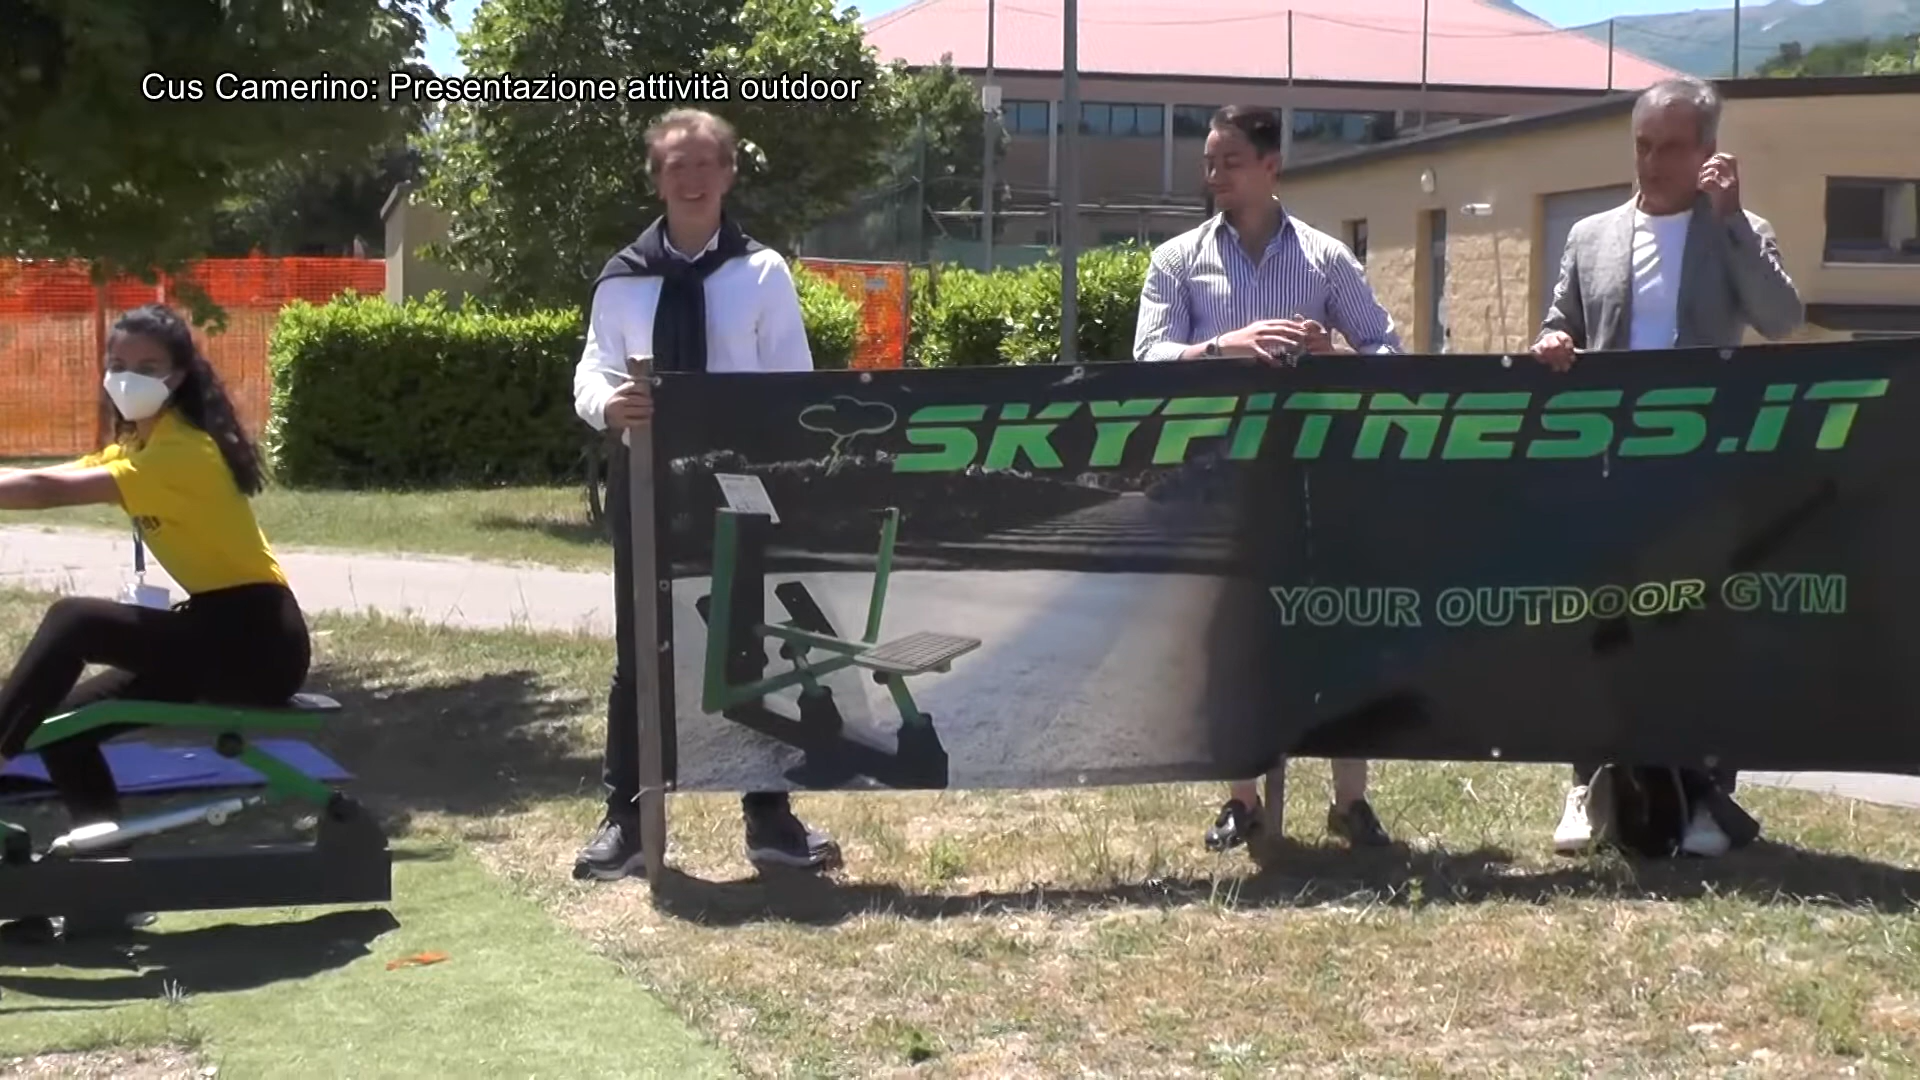 Cus Camerino: Presentazione attività outdoor
SKYFiTNESS.iT
YOUR OUTDOOR GYM